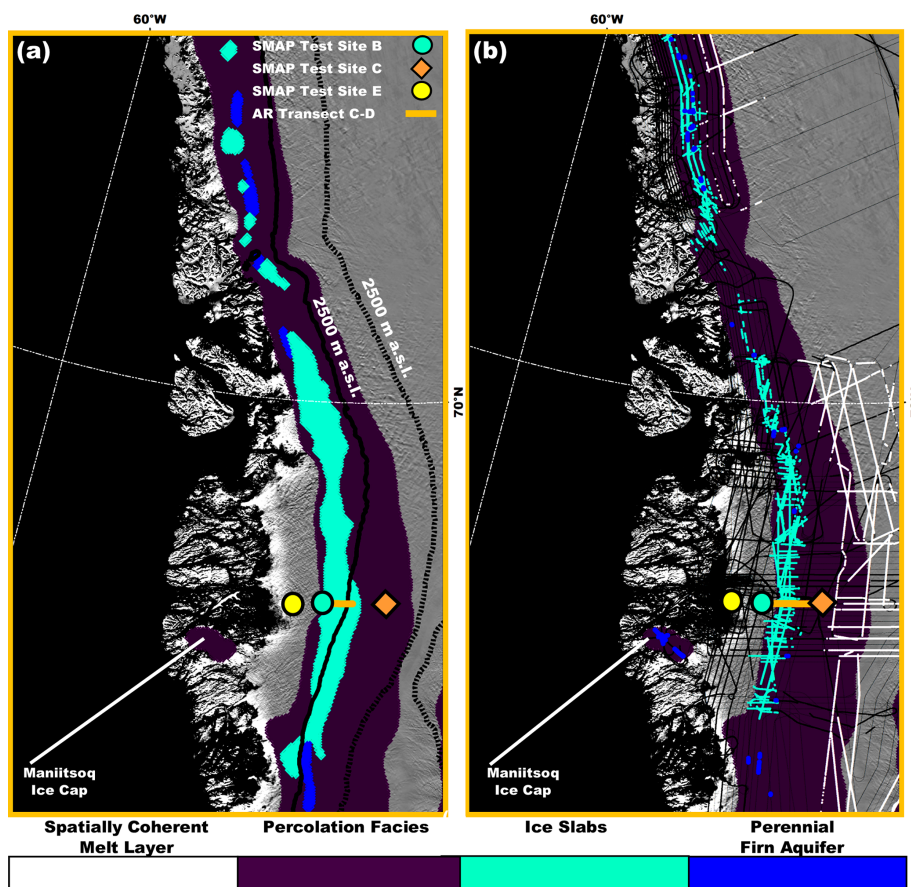 60°W
60°W
(a)
SMAP Test Site B
SMAP Test Site C
SMAP Test Site E
AR Transect C-D
2500 m a.s.l.
2500 m a.s.l.
Maniitsoq
Ice Cap
70°N
(b)
Maniitsoq
Ice Cap
Spatially Coherent
Melt Layer
Percolation Facies
Ice Slabs
Perennial
Firn Aquifer